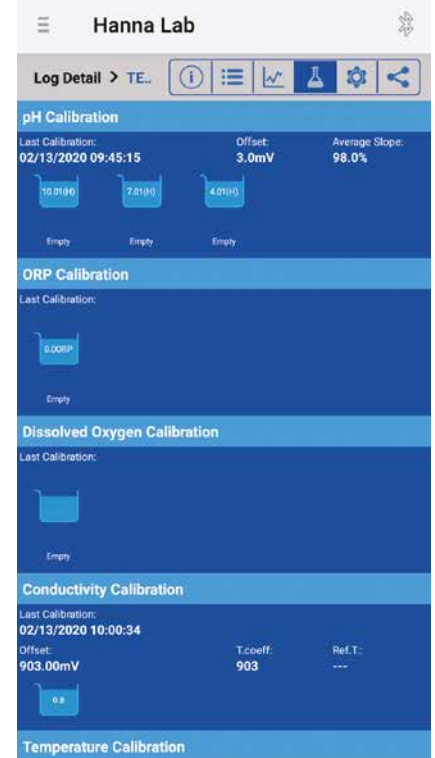 Hanna Lab
Log Detail > TE..
pH Calibration
Last Calibration: Offset: Average Slope:
02/13/2020 09:45:15 3.0mV 98.0%
10.01(H) 7.01(H) 4.01(H)
Empty Empty Empty
ORP Calibration
Last Calibration:
0.0ORP
Empty
Dissolved Oxygen Calibration
Last Calibration:
Empty
Conductivity Calibration
Last Calibration:
02/13/2020 10:00:34
Offset: T.coeff: Ref.T.:
903.00mV 903 ---
0.8
Temperature Calibration